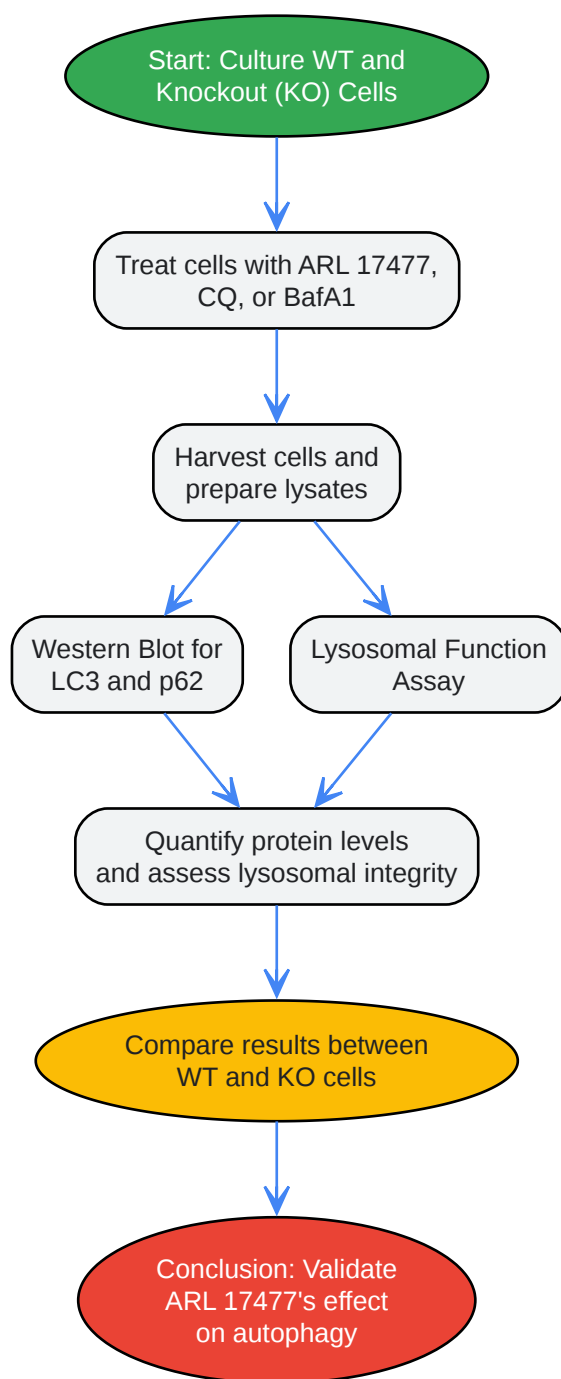 Start: Culture WT and
Knockout (KO) Cells
Treat cells with ARL 17477,
CQ, or BafA1
Harvest cells and
prepare lysates
Western Blot for
LC3 and p62
Lysosomal Function
Assay
Quantify protein levels
and assess lysosomal integrity
Compare results between
WT and KO cells
Conclusion: Validate
ARL 17477's effect
on autophagy